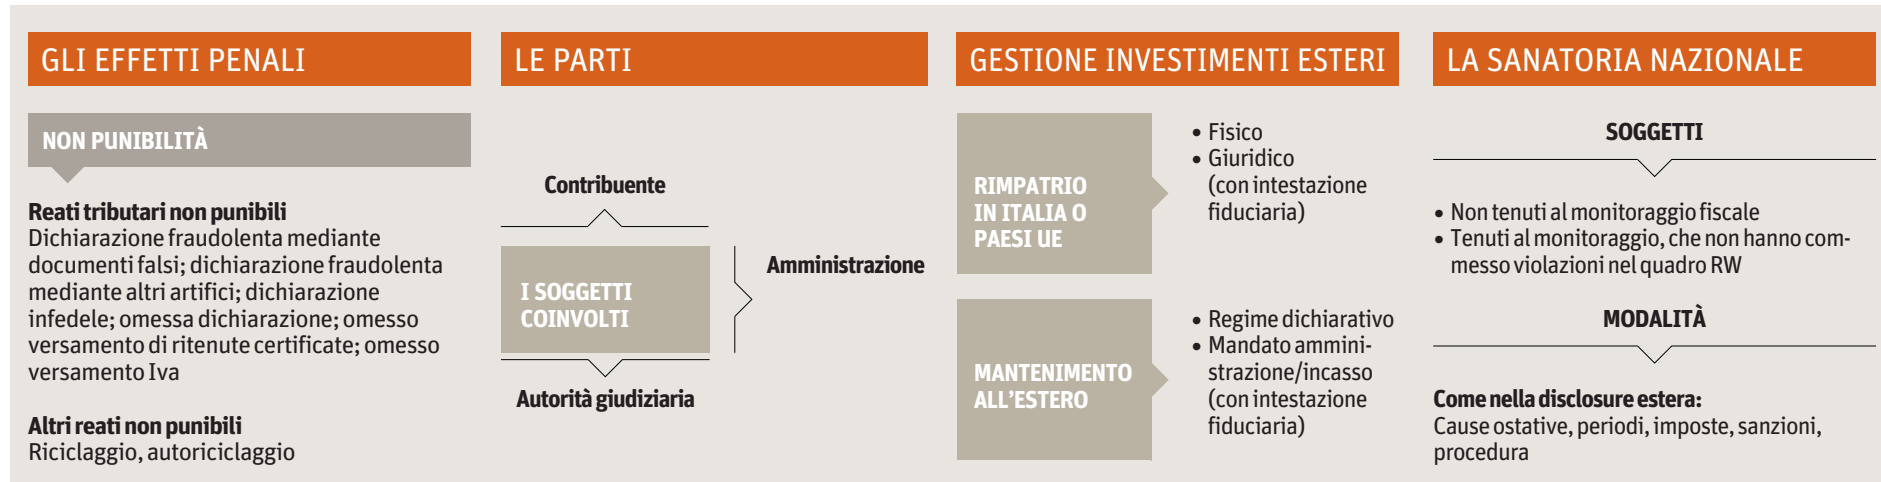 GLI EFFETTI PENALI
NON PUNIBILITÀ
Reati tributari non punibili
Dichiarazione fraudolenta mediante
documenti falsi; dichiarazione fraudolenta
mediante altri artifici; dichiarazione
infedele; omessa dichiarazione; omesso
versamento di ritenute certificate; omesso
versamento Iva
Altri reati non punibili
Riciclaggio, autoriciclaggio
LE PARTI
Contribuente
I SOGGETTI
COINVOLTI
Amministrazione
Autorità giudiziaria
GESTIONE INVESTIMENTI ESTERI
RIMPATRIO
IN ITALIA O
PAESI UE
• Fisico
• Giuridico
(con intestazione
fiduciaria)
MANTENIMENTO
ALL'ESTERO
• Regime dichiarativo
• Mandato ammini-
strazione/incasso
(con intestazione
fiduciaria)
LA SANATORIA NAZIONALE
SOGGETTI
• Non tenuti al monitoraggio fiscale
• Tenuti al monitoraggio, che non hanno com-
messo violazioni nel quadro RW
MODALITÀ
Come nella disclosure estera:
Cause ostative, periodi, imposte, sanzioni,
procedura